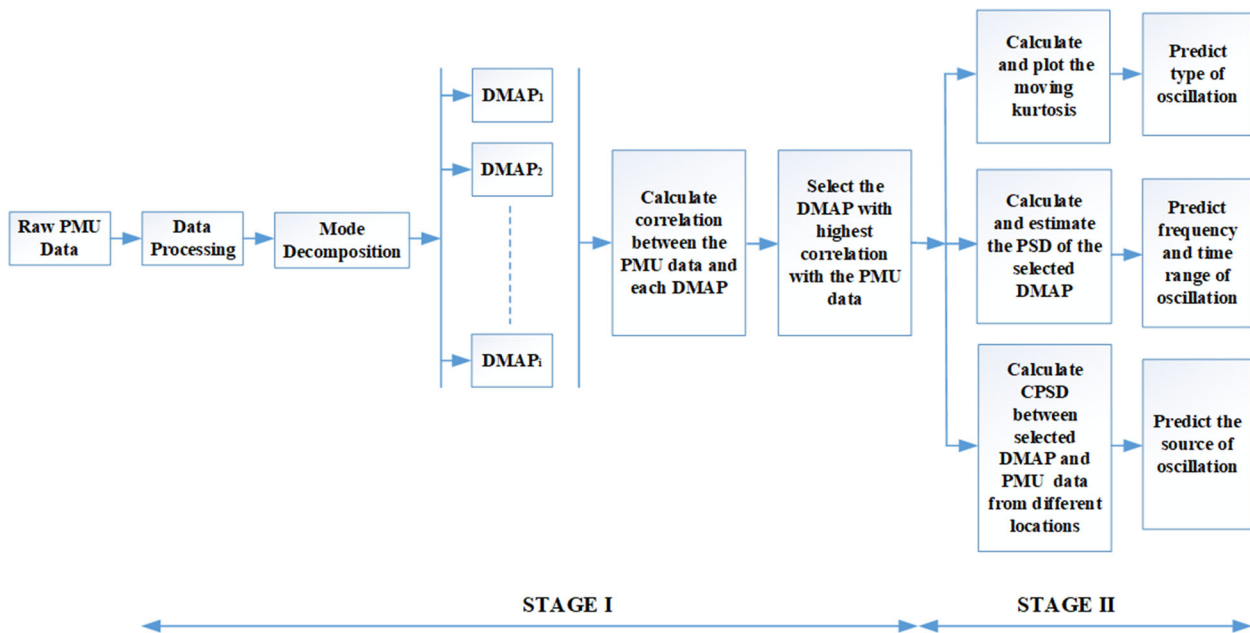 Raw PMU
Data
Data
Processing
Mode
Decomposition
DMAP₁
DMAP₂
DMAPᵢ
Calculate
correlation
between the
PMU data and
each DMAP
Select the
DMAP with
highest
correlation
with the PMU
data
Calculate
and plot the
moving
kurtosis
Predict
type of
oscillation
Calculate
and estimate
the PSD of the
selected
DMAP
Predict
frequency
and time
range of
oscillation
Calculate
CPSD
between
selected
DMAP and
PMU data
from different
locations
Predict the
source of
oscillation
STAGE I
STAGE II